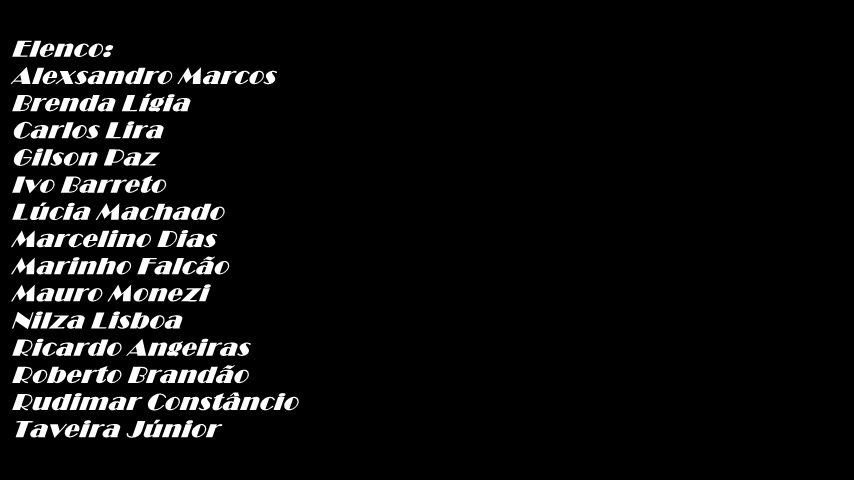 Elenco:
Alexsandro Marcos
Brenda Lígia
Carlos Lira
Gilson Paz
Ivo Barreto
Lúcia Machado
Marcelino Dias
Marinho Falcão
Mauro Monezi
Nilza Lisboa
Ricardo Angeiras
Roberto Brandão
Rudimar Constâncio
Taveira Júnior